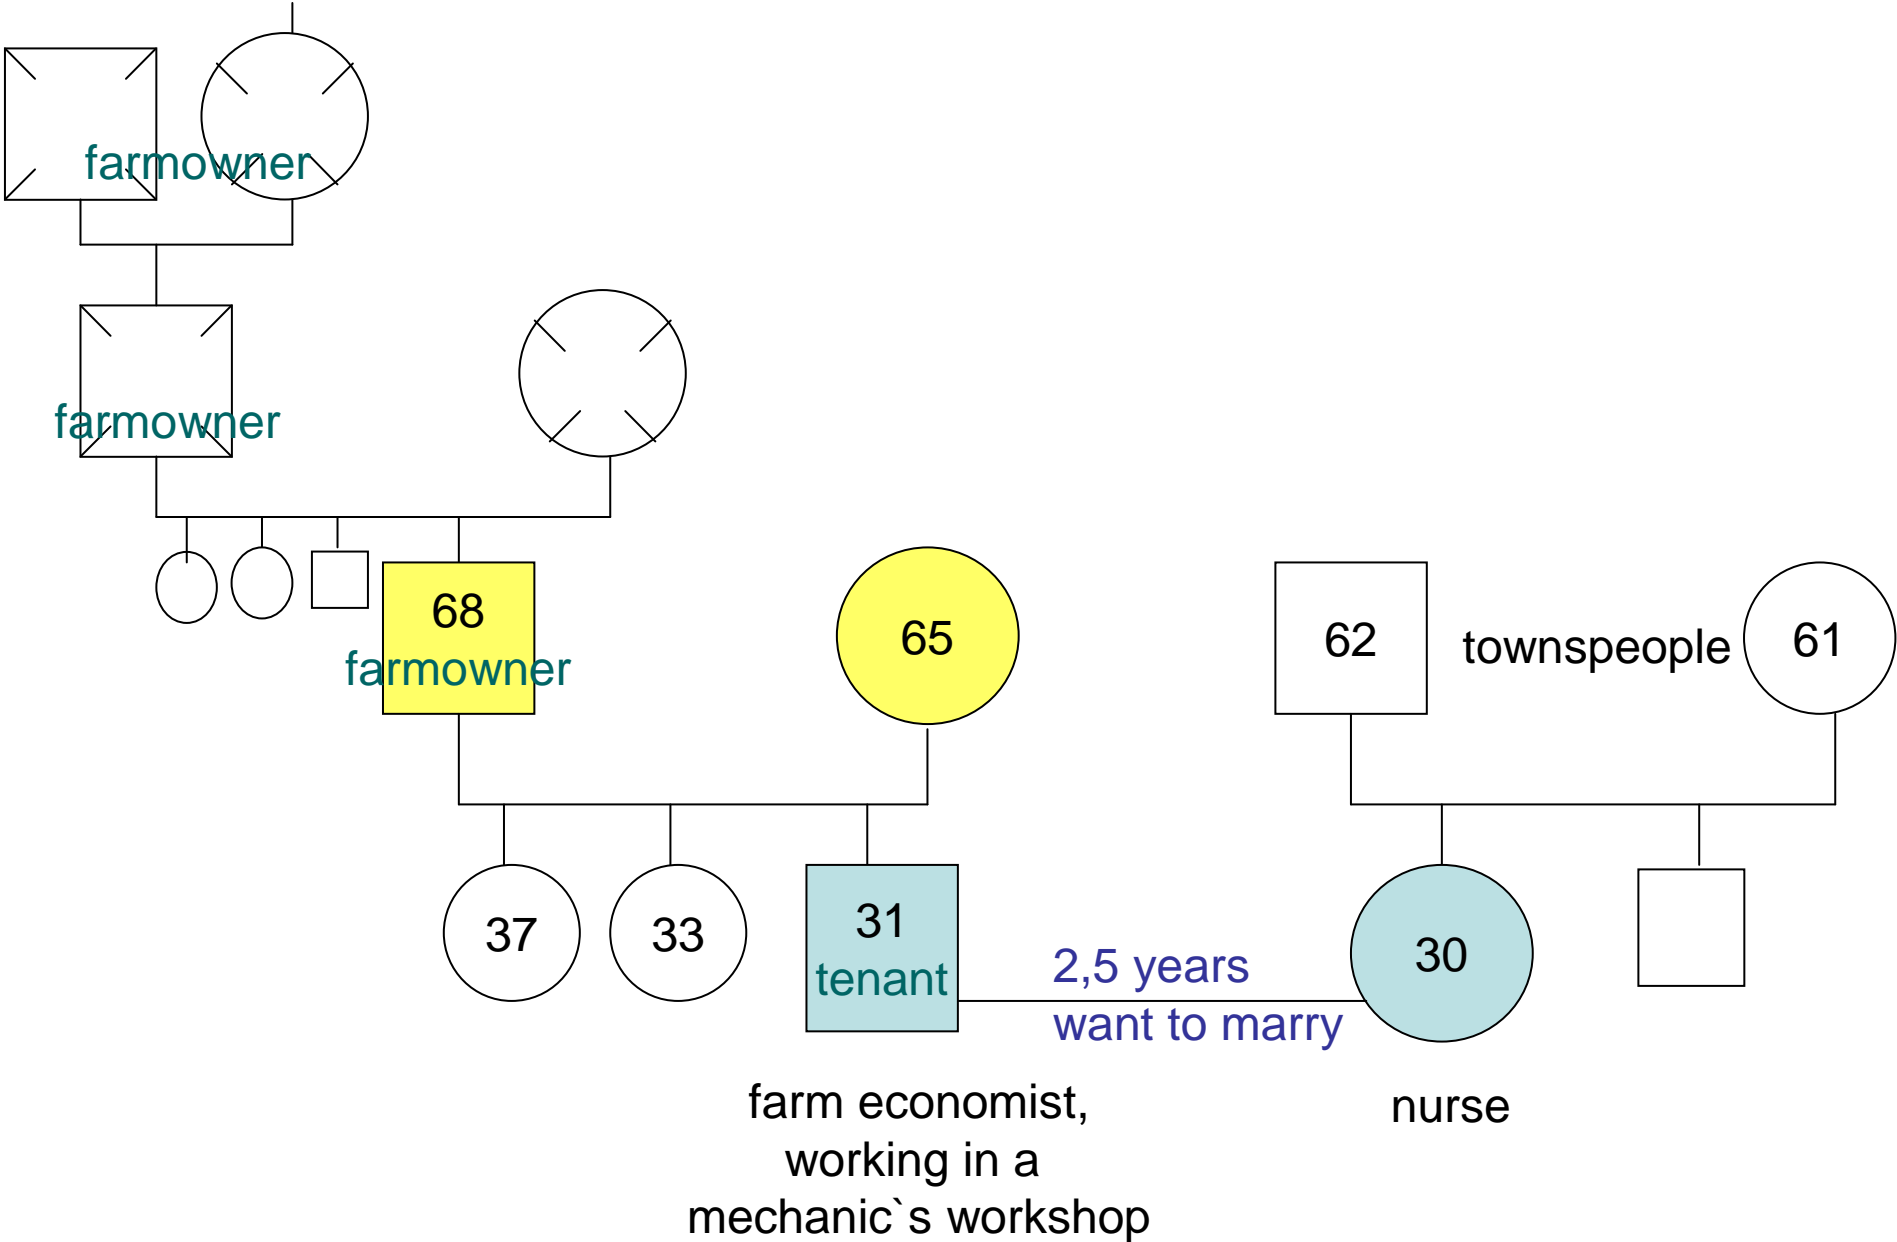 farmowner
farmowner
68
farmowner
65
62
townspeople
61
37
33
31
tenant
2,5 years
want to marry
30
farm economist,
working in a
mechanic`s workshop
nurse